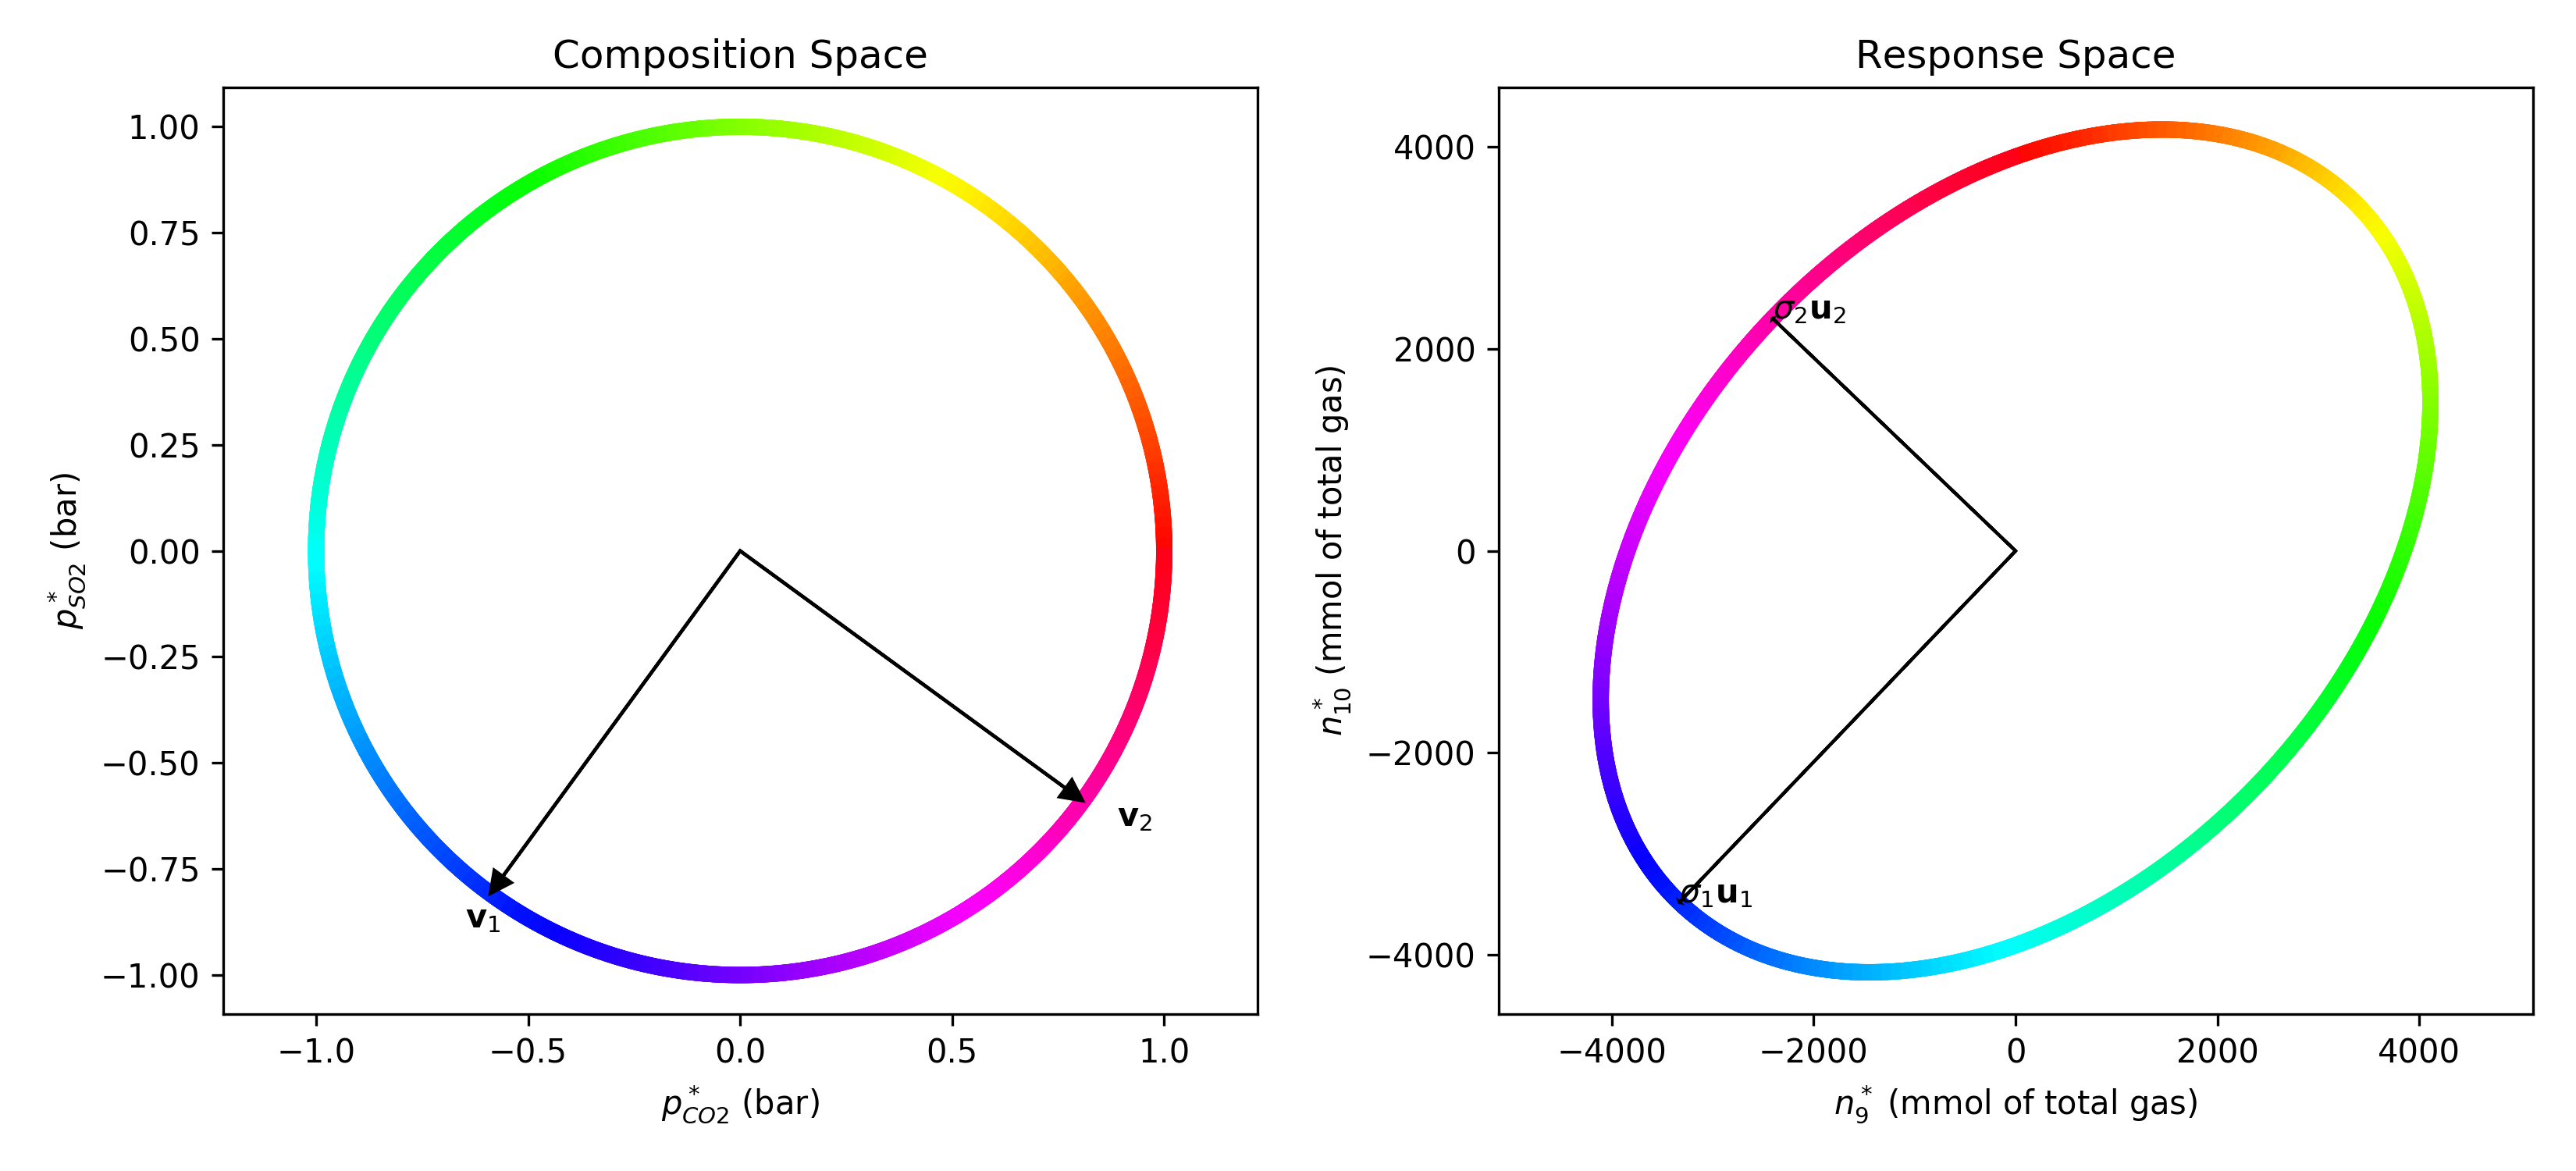 Composition Space
1.00
0.75
0.50
0.25
0.00
−0.25
−0.50
−0.75
−1.00
p*SO2 (bar)
v1
v2
−1.0
−0.5
0.0
0.5
1.0
p*CO2 (bar)
Response Space
4000
2000
0
−2000
−4000
n*10 (mmol of total gas)
σ2u2
σ1u1
−4000
−2000
0
2000
4000
n*9 (mmol of total gas)